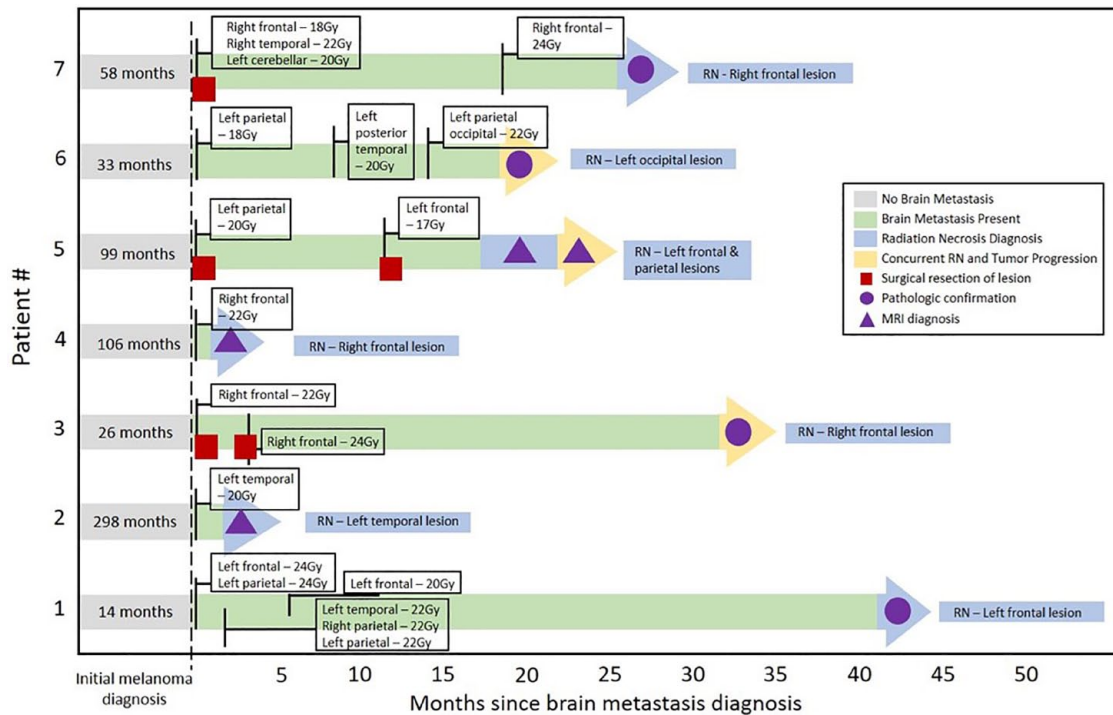 Patient #
7
58 months
Right frontal – 18Gy
Right temporal – 22Gy
Left cerebellar – 20Gy
Right frontal –
24Gy
RN - Right frontal lesion
6
33 months
Left parietal
– 18Gy
Left
posterior
temporal
– 20Gy
Left parietal
occipital – 22Gy
RN – Left occipital lesion
5
99 months
Left parietal
– 20Gy
Left frontal
– 17Gy
RN – Left frontal &
parietal lesions
4
106 months
Right frontal
– 22Gy
RN – Right frontal lesion
3
26 months
Right frontal – 22Gy
Right frontal – 24Gy
RN – Right frontal lesion
2
298 months
Left temporal
– 20Gy
RN – Left temporal lesion
1
14 months
Left frontal – 24Gy
Left parietal – 24Gy
Left frontal – 20Gy
Left temporal – 22Gy
Right parietal – 22Gy
Left parietal – 22Gy
RN – Left frontal lesion
No Brain Metastasis
Brain Metastasis Present
Radiation Necrosis Diagnosis
Concurrent RN and Tumor Progression
Surgical resection of lesion
Pathologic confirmation
MRI diagnosis
Initial melanoma
diagnosis
5 10 15 20 25 30 35 40 45 50
Months since brain metastasis diagnosis